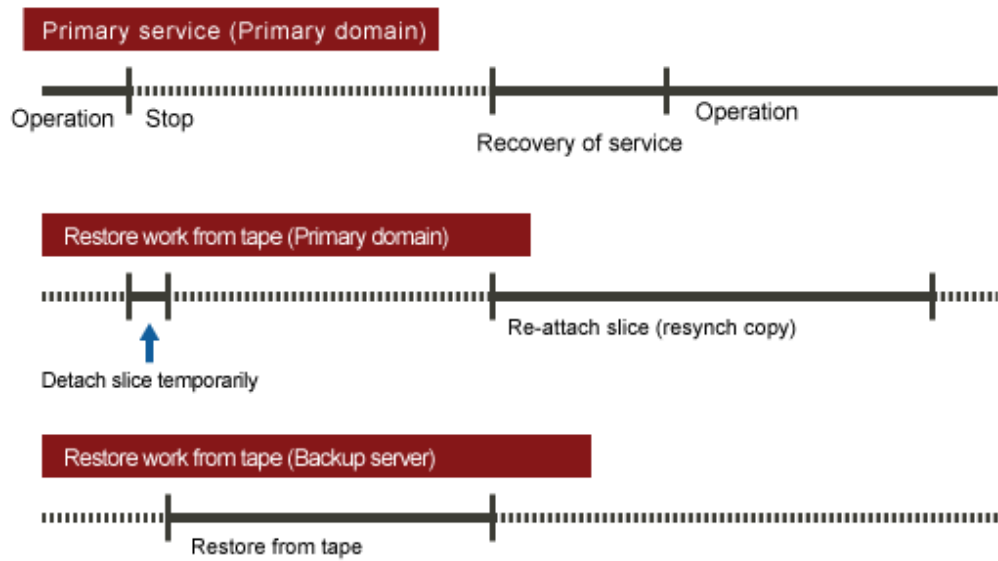 Primary service (Primary domain)
Operation
Stop
Recovery of service
Operation
Restore work from tape (Primary domain)
Detach slice temporarily
Re-attach slice (resynch copy)
Restore work from tape (Backup server)
Restore from tape